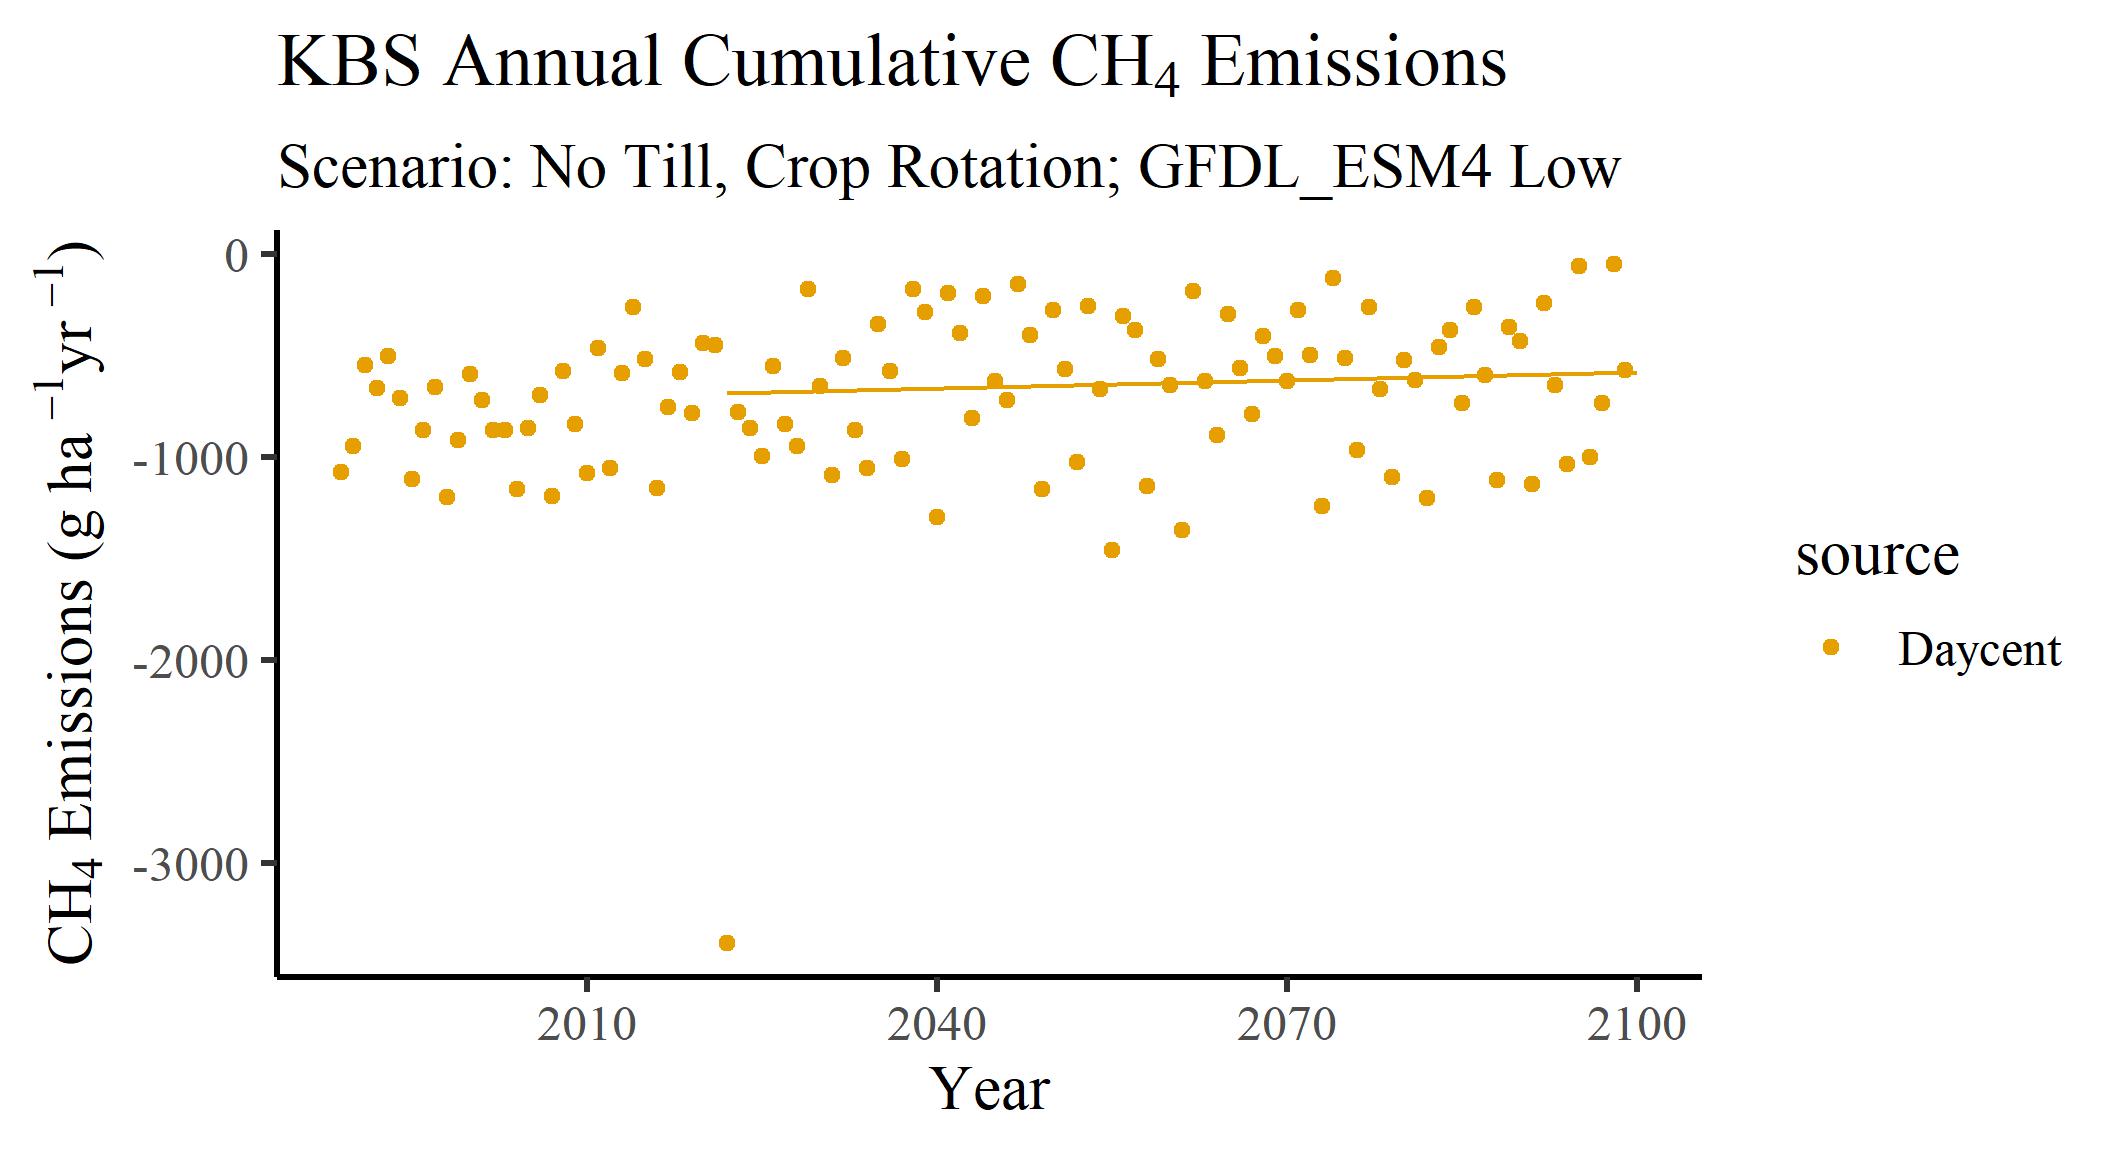 KBS Annual Cumulative CH₄ Emissions
Scenario: No Till, Crop Rotation; GFDL_ESM4 Low
CH₄ Emissions (g ha⁻¹yr⁻¹)
0
-1000
-2000
-3000
2010 2040 2070 2100
Year
source
Daycent